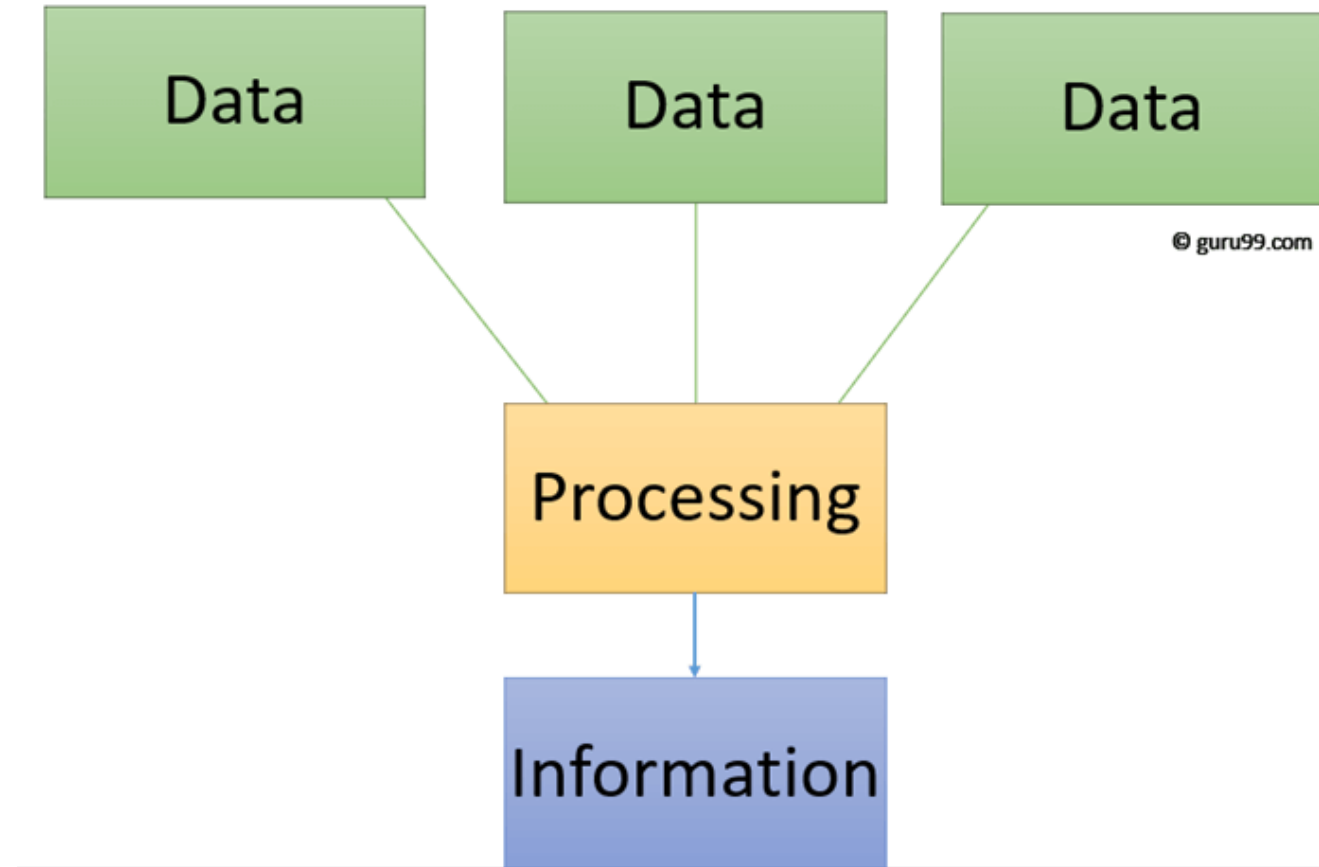 Data
Data
Data
© guru99.com
Processing
Information